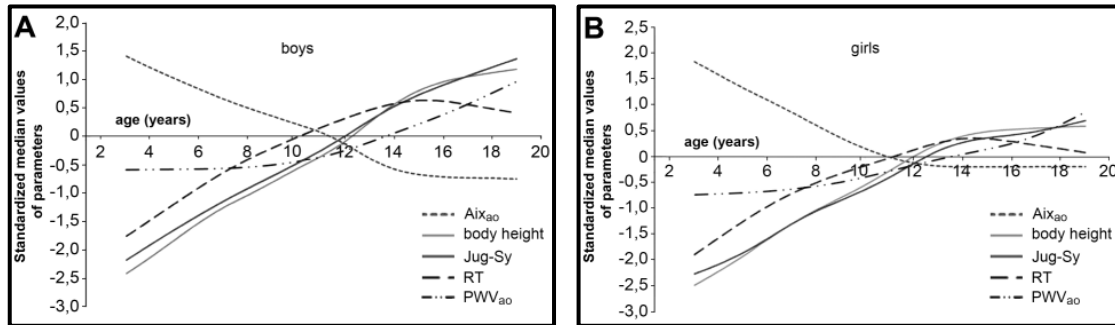 A
boys
Standardized median values
of parameters
2,0
1,5
1,0
0,5
0
-0,5
-1,0
-1,5
-2,0
-2,5
-3,0
age (years)
2 4 6 8 10 12 14 16 18 20
Aixao
body height
Jug-Sy
RT
PWVao
B
girls
Standardized median values
of parameters
2,5
2,0
1,5
1,0
0,5
0
-0,5
-1,0
-1,5
-2,0
-2,5
-3,0
age (years)
2 4 6 8 10 12 14 16 18 20
Aixao
body height
Jug-Sy
RT
PWVao